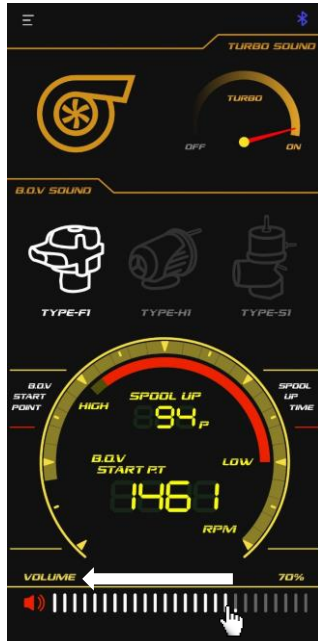 TURBO SOUND
TURBO
OFF
ON
B.O.V SOUND
TYPE-F1
TYPE-H1
TYPE-S1
B.O.V
START
POINT
SPOOL
UP
TIME
HIGH
SPOOL UP
94 P
LOW
B.O.V
START P.T
1461
RPM
VOLUME
70%